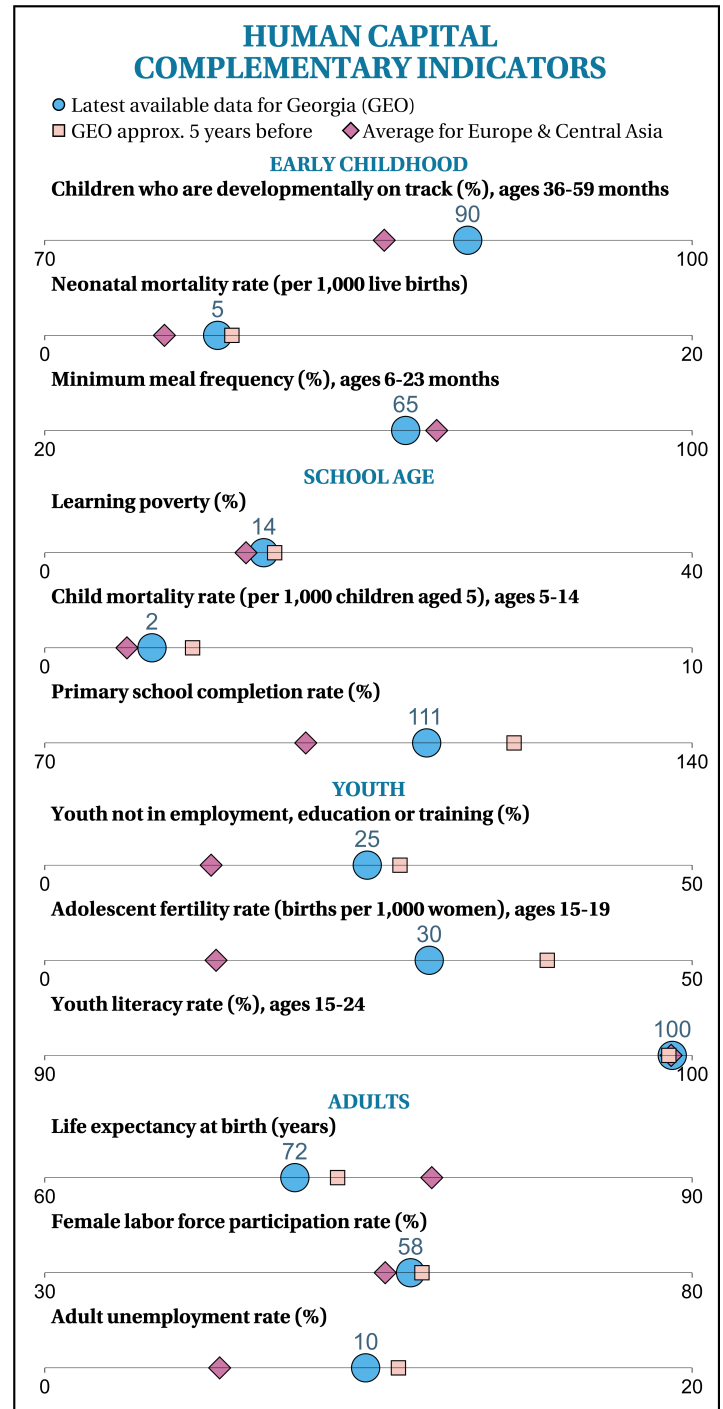 HUMAN CAPITAL
COMPLEMENTARY INDICATORS
Latest available data for Georgia (GEO)
GEO approx. 5 years before Average for Europe & Central Asia
EARLY CHILDHOOD
Children who are developmentally on track (%), ages 36-59 months
90
70 100
Neonatal mortality rate (per 1,000 live births)
5
0 20
Minimum meal frequency (%), ages 6-23 months
65
20 100
SCHOOL AGE
Learning poverty (%)
14
0 40
Child mortality rate (per 1,000 children aged 5), ages 5-14
2
0 10
Primary school completion rate (%)
111
70 140
YOUTH
Youth not in employment, education or training (%)
25
0 50
Adolescent fertility rate (births per 1,000 women), ages 15-19
30
0 50
Youth literacy rate (%), ages 15-24
100
90 100
ADULTS
Life expectancy at birth (years)
72
60 90
Female labor force participation rate (%)
58
30 80
Adult unemployment rate (%)
10
0 20